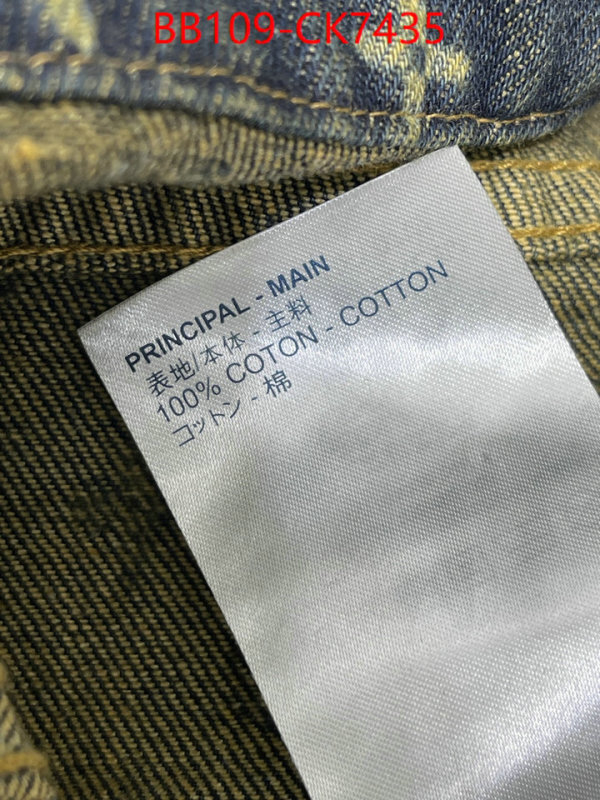 BB109-CK7435
PRINCIPAL - MAIN
表地/本体 - 主料
100% COTON - COTTON
コットン - 棉